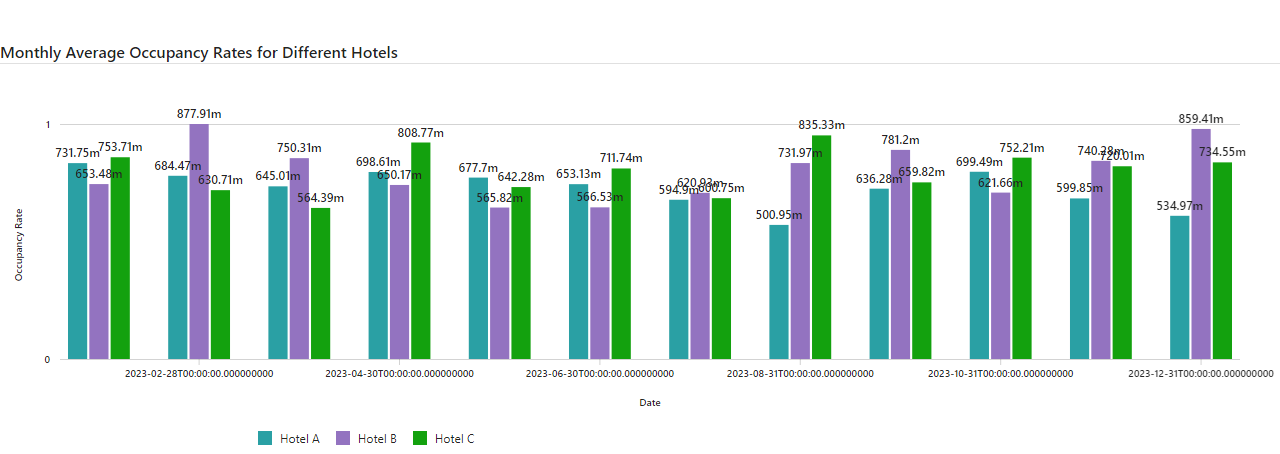 Monthly Average Occupancy Rates for Different Hotels
877.91m
859.41m
1
835.33m
808.77m
731.75m
753.71m
750.31m
731.97m
781.2m
752.21m
740.28m
720.01m
734.55m
684.47m
698.61m
711.74m
699.49m
653.48m
630.71m
645.01m
650.17m
677.7m
642.28m
653.13m
594.9m
620.93m
600.75m
636.28m
659.82m
621.66m
599.85m
564.39m
565.82m
566.53m
500.95m
534.97m
Occupancy Rate
0
2023-02-28T00:00:00.000000000
2023-04-30T00:00:00.000000000
2023-06-30T00:00:00.000000000
2023-08-31T00:00:00.000000000
2023-10-31T00:00:00.000000000
2023-12-31T00:00:00.000000000
Date
Hotel A
Hotel B
Hotel C